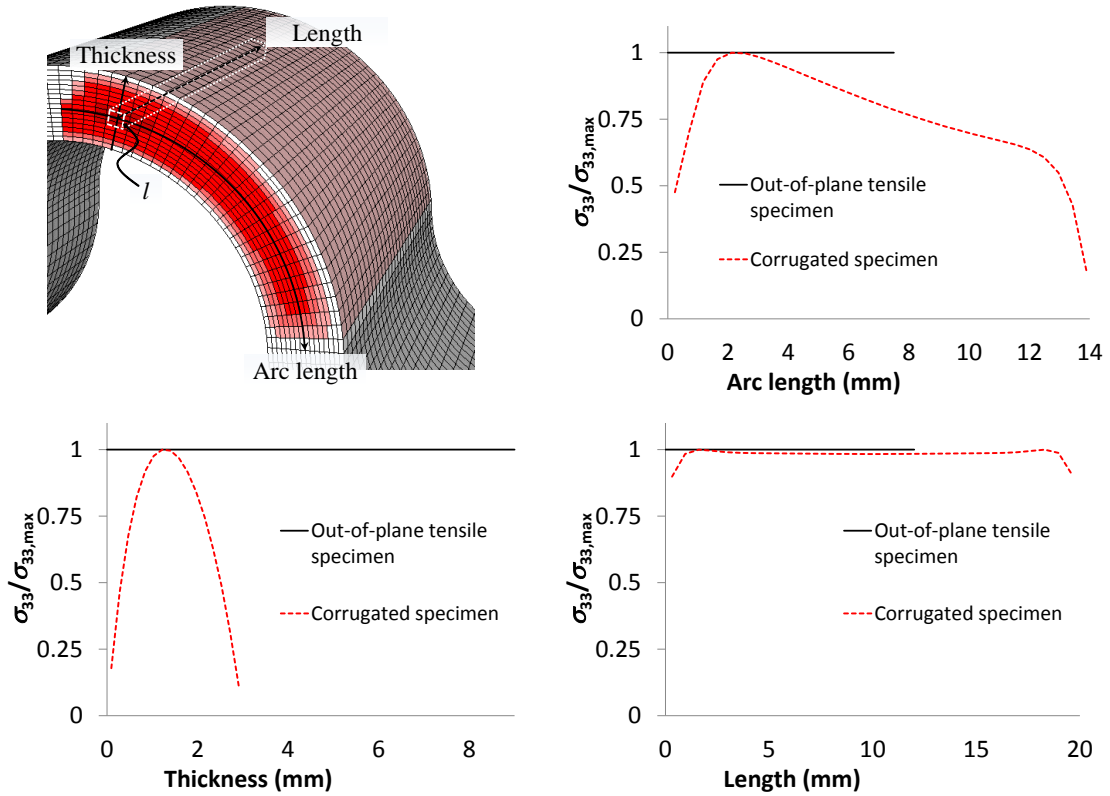 Thickness
Length
l
Arc length
σ33/σ33,max
1
0.75
0.5
0.25
0
Out-of-plane tensile
specimen
Corrugated specimen
0 2 4 6 8 10 12 14
Arc length (mm)
σ33/σ33,max
1
0.75
0.5
0.25
0
Out-of-plane tensile
specimen
Corrugated specimen
0 2 4 6 8
Thickness (mm)
σ33/σ33,max
1
0.75
0.5
0.25
0
Out-of-plane tensile
specimen
Corrugated specimen
0 5 10 15 20
Length (mm)